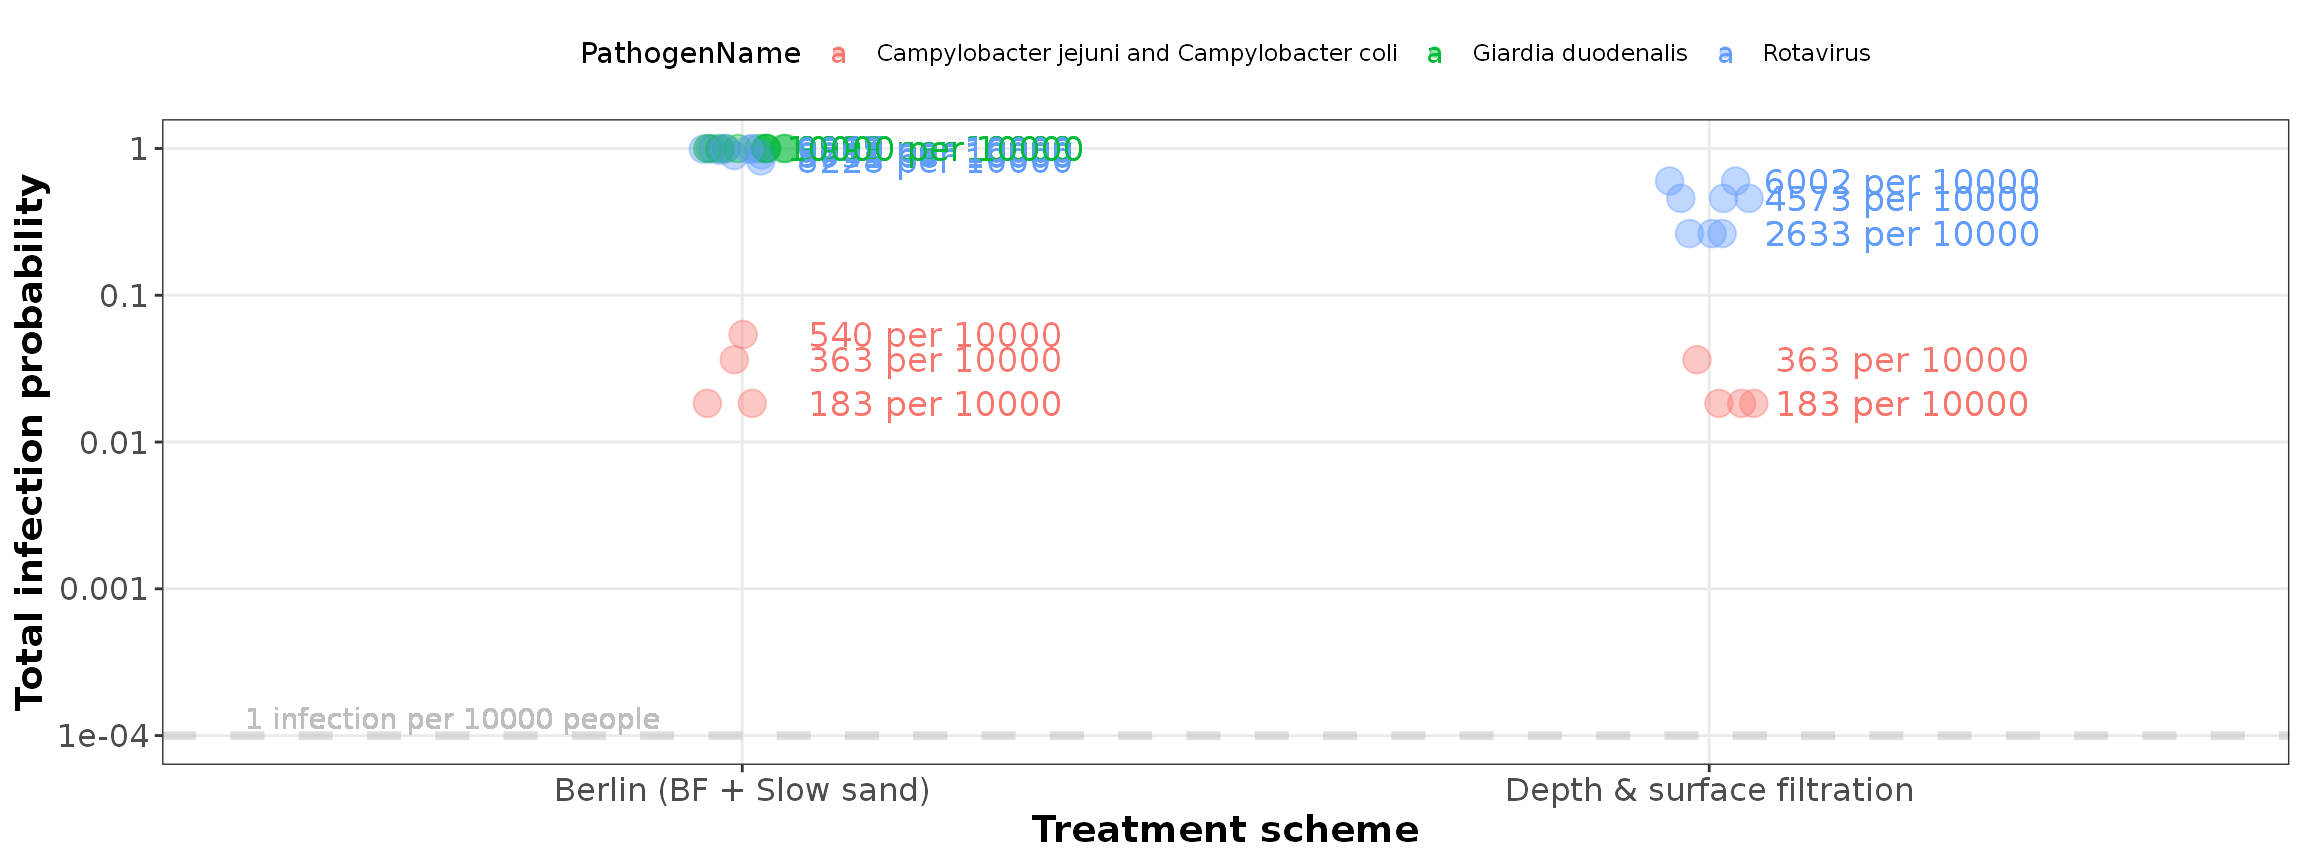 PathogenName a Campylobacter jejuni and Campylobacter coli a Giardia duodenalis a Rotavirus
Total infection probability
1
0.1
0.01
0.001
1e-04
per 10000
8228 per 10000
540 per 10000
363 per 10000
183 per 10000
6002 per 10000
4573 per 10000
2633 per 10000
363 per 10000
183 per 10000
1 infection per 10000 people
Berlin (BF + Slow sand)
Depth & surface filtration
Treatment scheme